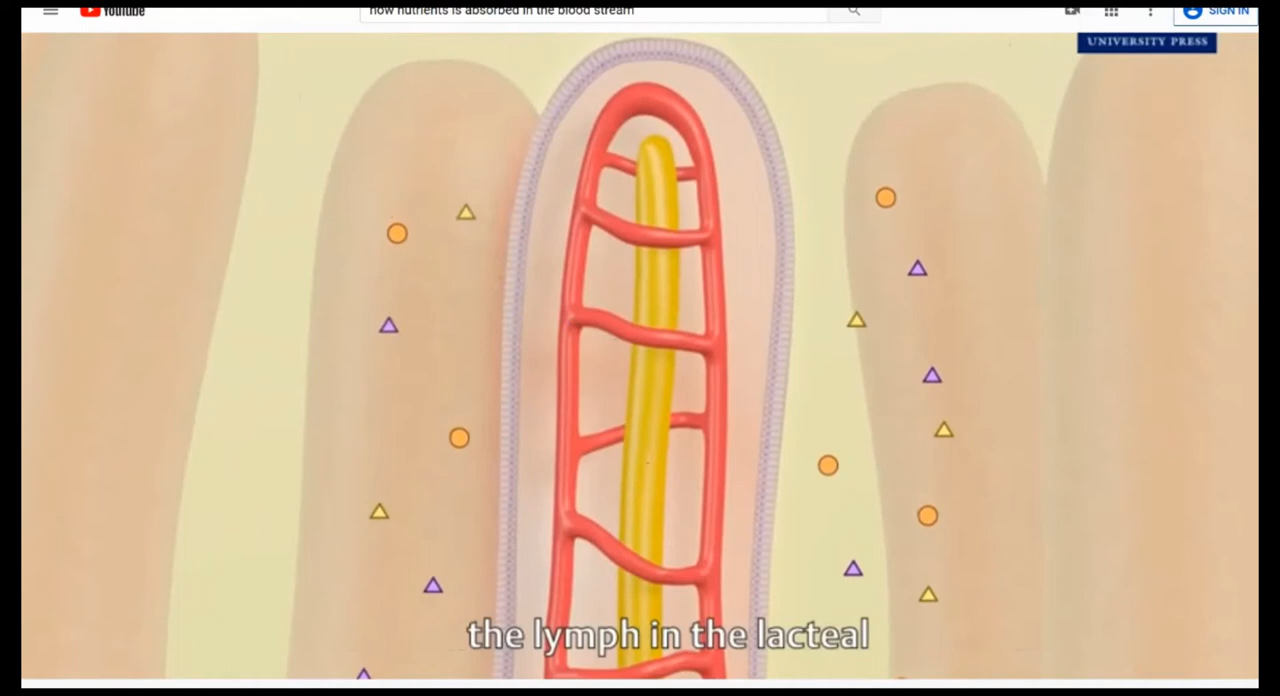 YouTube
how nutrients is absorbed in the blood stream
SIGN IN
UNIVERSITY PRESS
the lymph in the lacteal